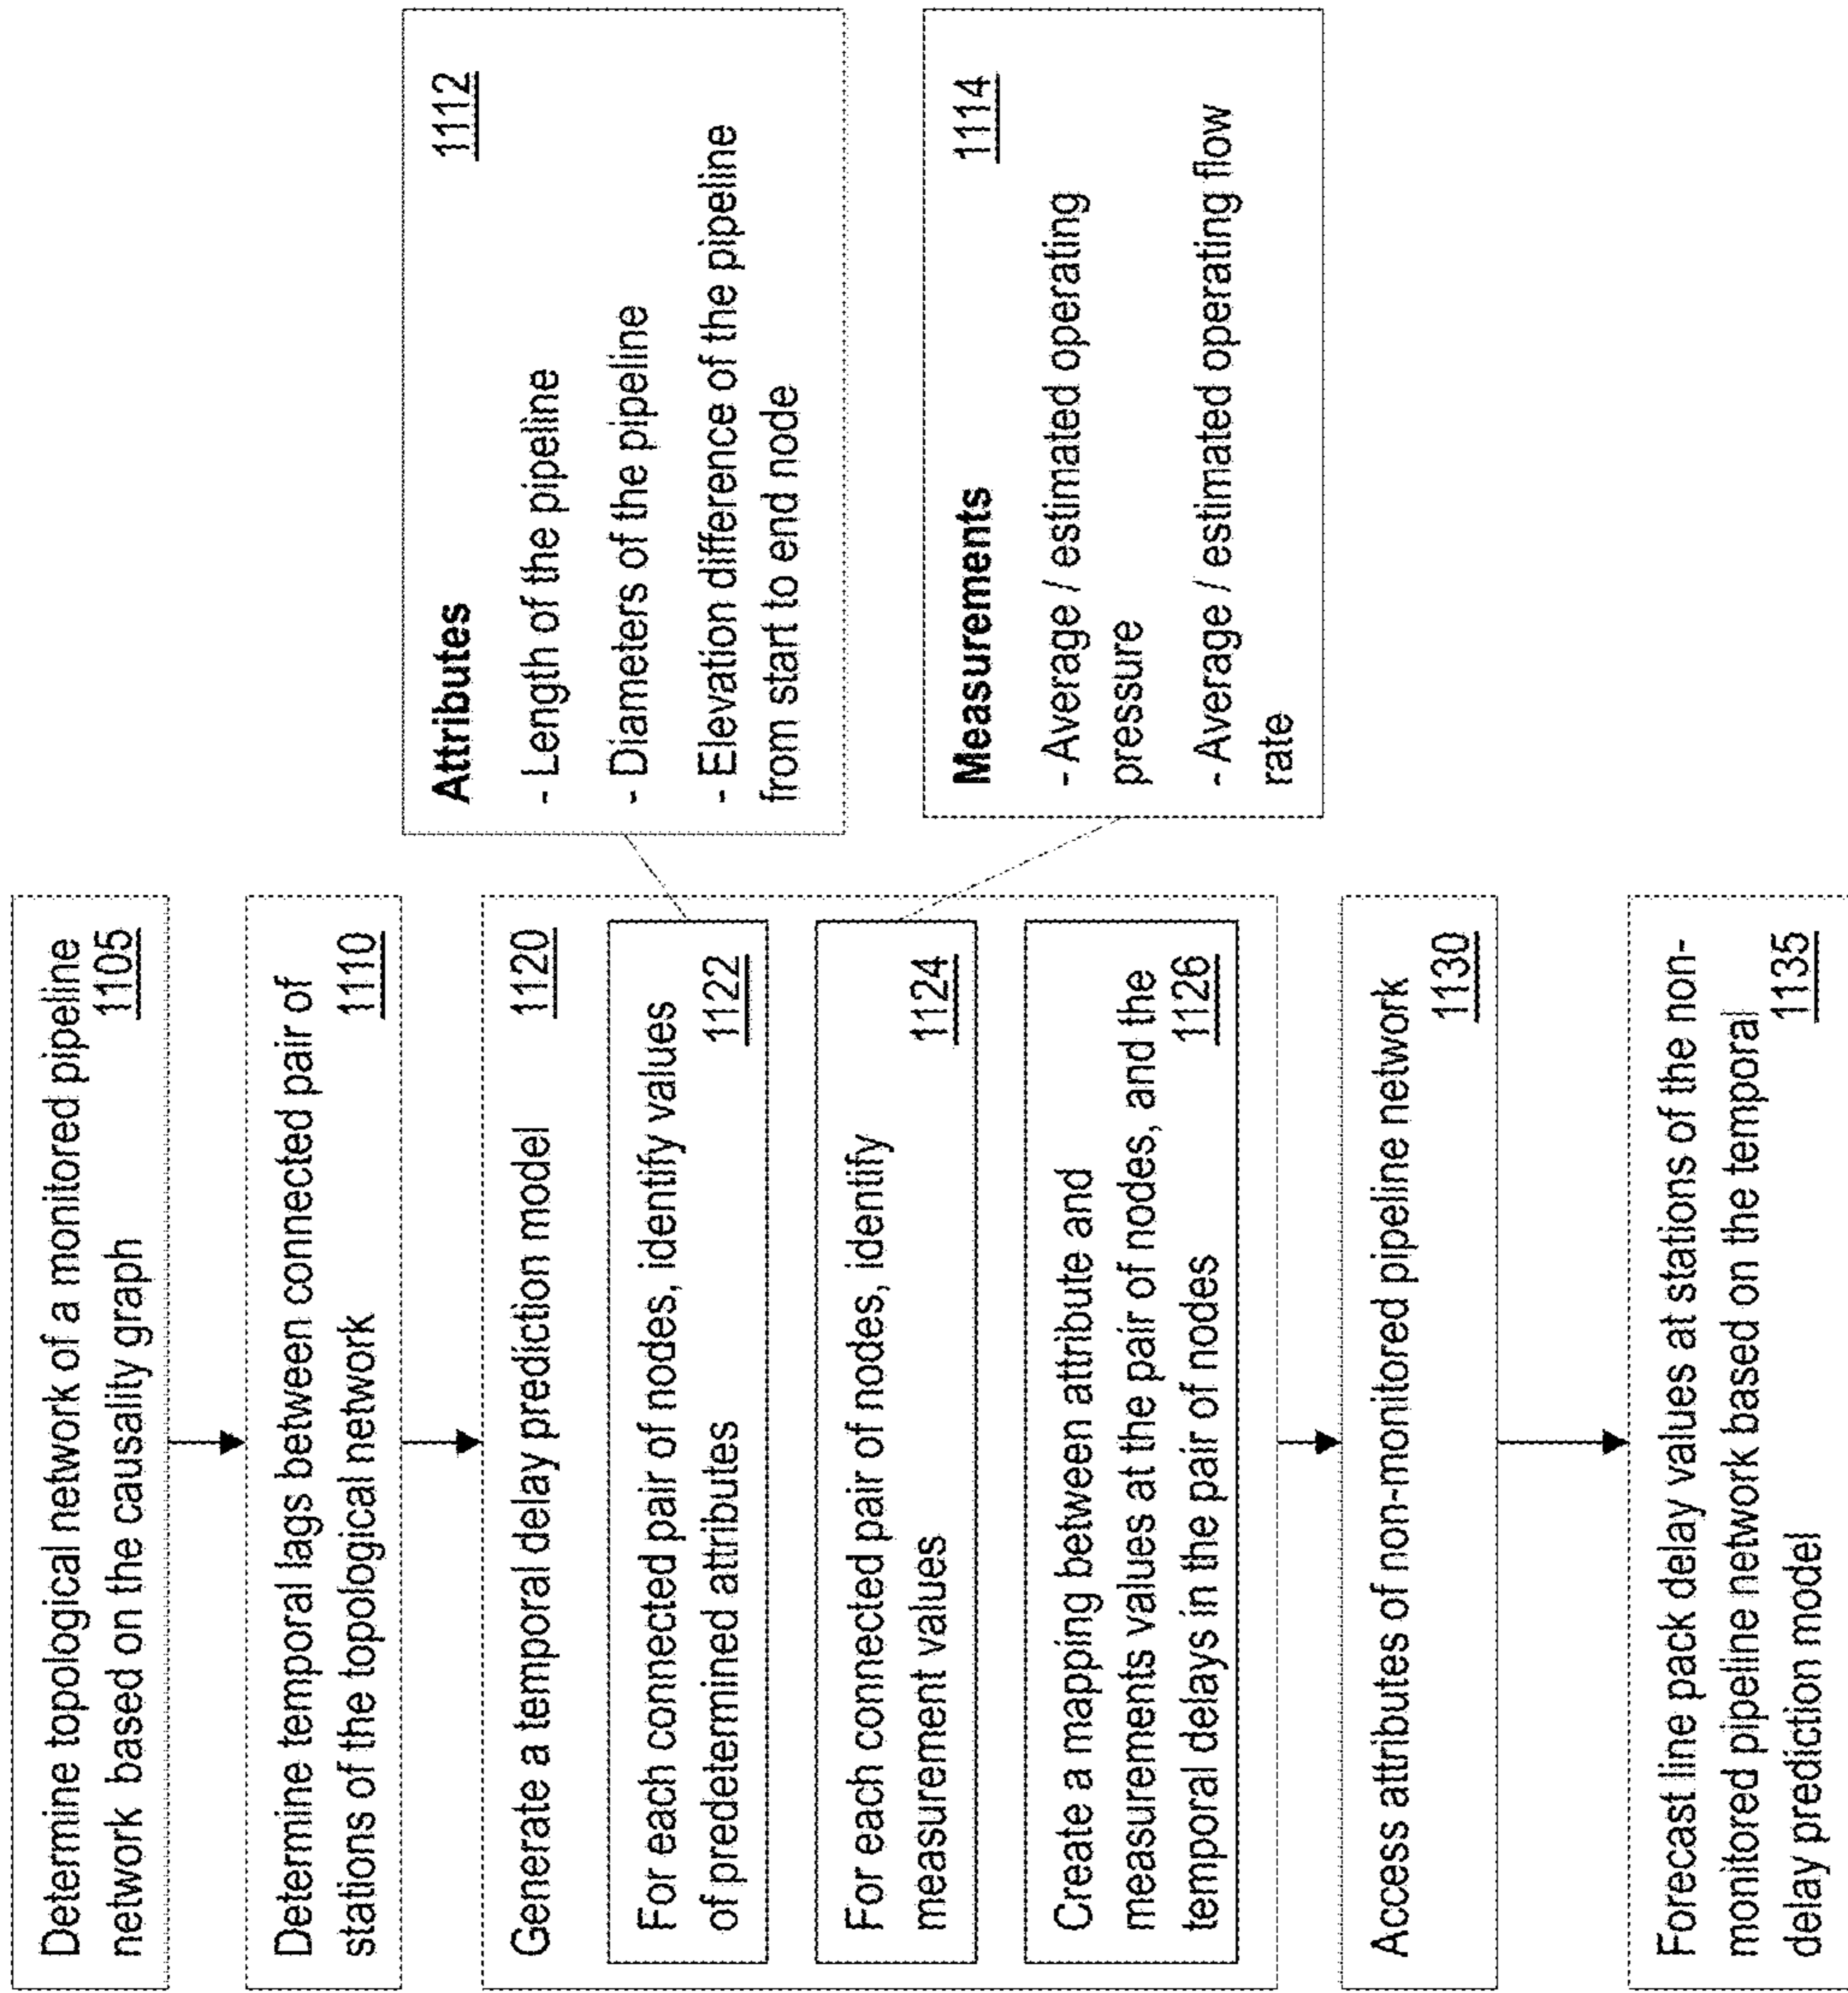 Determine topological network of a monitored pipeline
network based on the causality graph
1105
Determine temporal lags between connected pair of
stations of the topological network
1110
Generate a temporal delay prediction model
1120
For each connected pair of nodes, identify values
of predetermined attributes
1122
For each connected pair of nodes, identify
measurement values
1124
Create a mapping between attribute and
measurements values at the pair of nodes, and the
temporal delays in the pair of nodes
1126
Access attributes of non-monitored pipeline network
1130
Forecast line pack delay values at stations of the non-
monitored pipeline network based on the temporal
delay prediction model
1135
Attributes
1112
- Length of the pipeline
- Diameters of the pipeline
- Elevation difference of the pipeline
from start to end node
Measurements
1114
- Average / estimated operating
pressure
- Average / estimated operating flow
rate